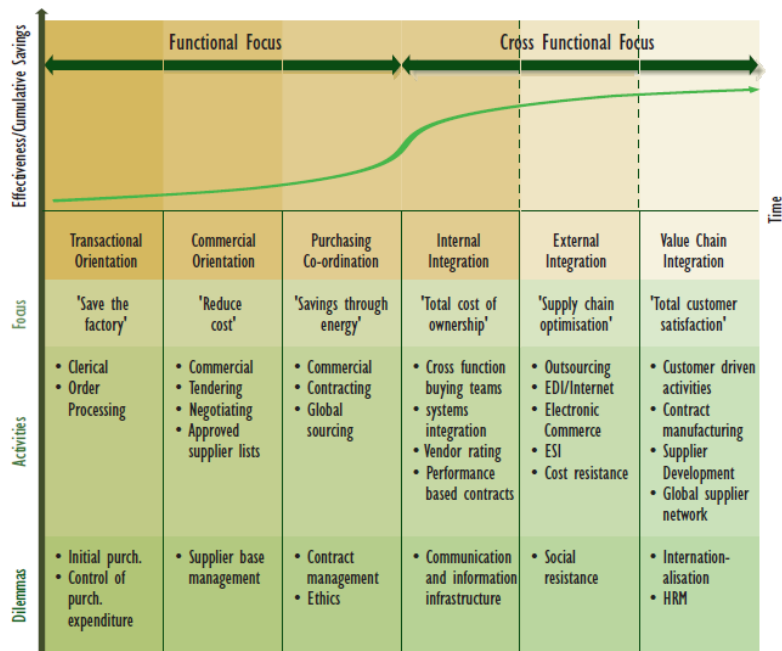 Effectiveness/Cumulative Savings
Functional Focus
Cross Functional Focus
Time
Transactional
Orientation
Commercial
Orientation
Purchasing
Co-ordination
Internal
Integration
External
Integration
Value Chain
Integration
Focus
'Save the
factory'
'Reduce
cost'
'Savings through
energy'
'Total cost of
ownership'
'Supply chain
optimisation'
'Total customer
satisfaction'
Activities
• Clerical
• Order
Processing
• Commercial
• Tendering
• Negotiating
• Approved
supplier lists
• Commercial
• Contracting
• Global
sourcing
• Cross function
buying teams
• systems
integration
• Vendor rating
• Performance
based contracts
• Outsourcing
• EDI/Internet
• Electronic
Commerce
• ESI
• Cost resistance
• Customer driven
activities
• Contract
manufacturing
• Supplier
Development
• Global supplier
network
Dilemmas
• Initial purch.
• Control of
purch.
expenditure
• Supplier base
management
• Contract
management
• Ethics
• Communication
and information
infrastructure
• Social
resistance
• Internation-
alisation
• HRM